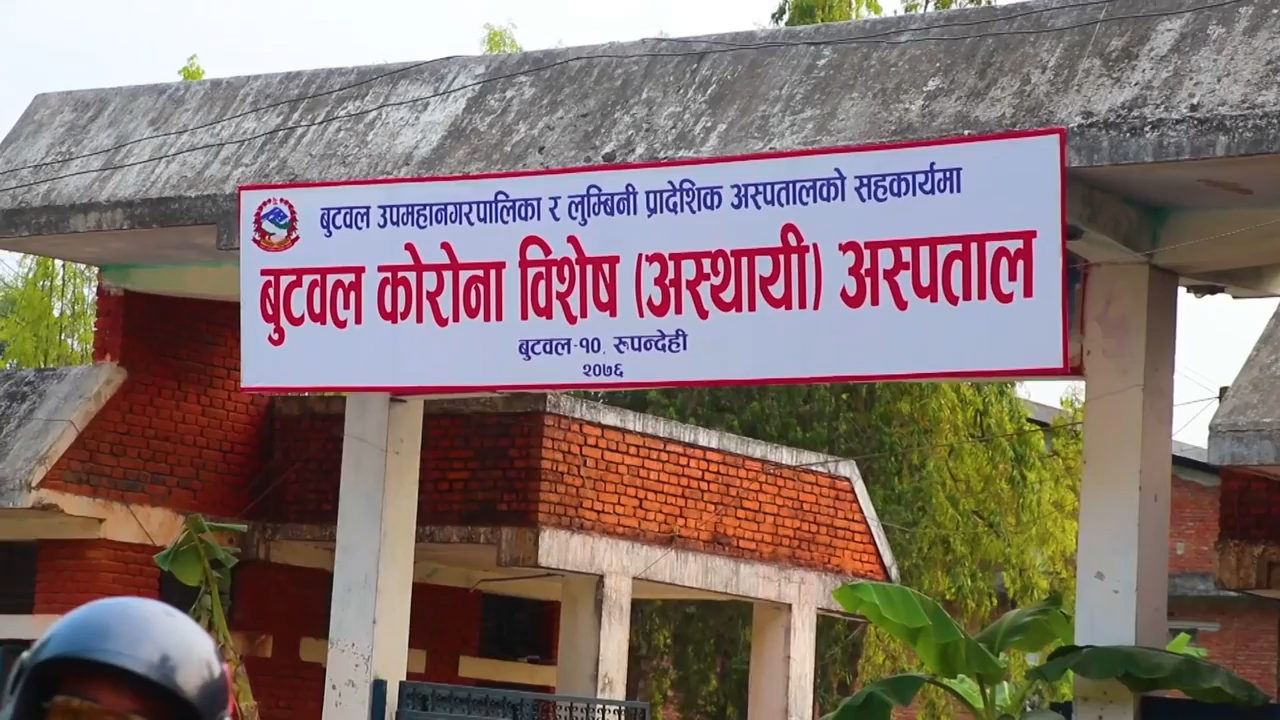 बुटवल उपमहानगरपालिका र लुम्बिनी प्रादेशिक अस्पतालको सहकार्यमा
बुटवल कोरोना विशेष (अस्थायी) अस्पताल
बुटवल-१०, रुपन्देही
२०७६